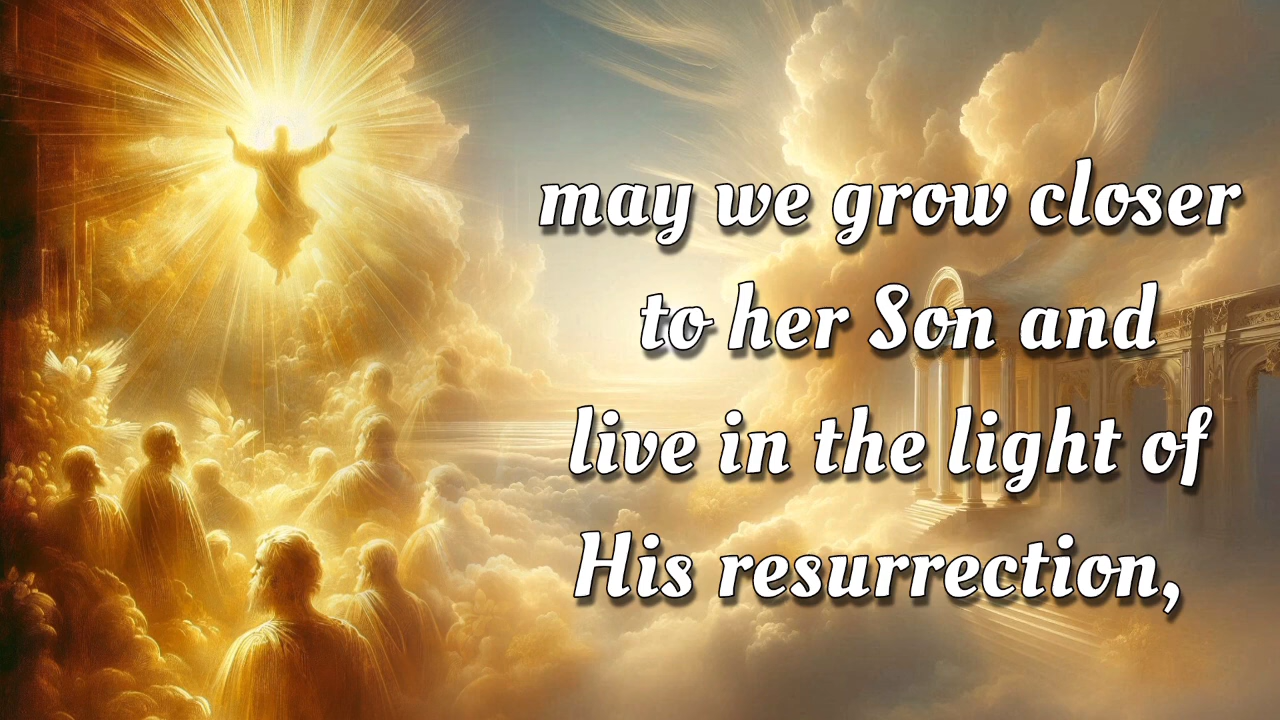 may we grow closer
to her Son and
live in the light of
His resurrection,